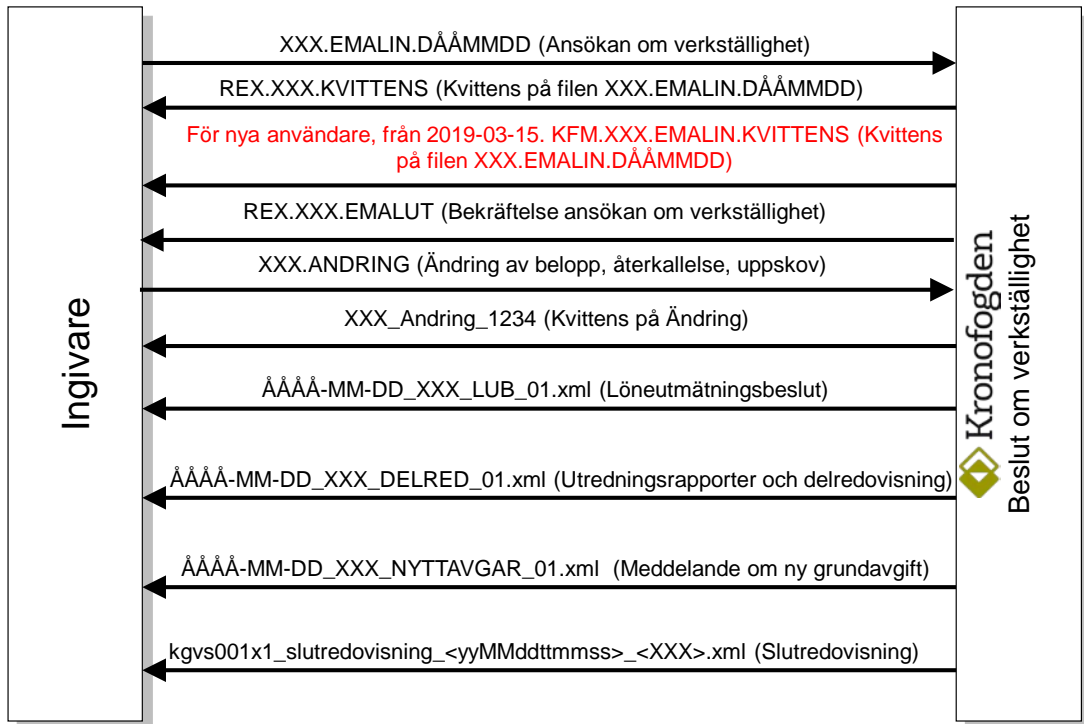 XXX.EMALIN.DÅÅMMDD (Ansökan om verkställighet)
REX.XXX.KVITTENS (Kvittens på filen XXX.EMALIN.DÅÅMMDD)
För nya användare, från 2019-03-15. KFM.XXX.EMALIN.KVITTENS (Kvittens
på filen XXX.EMALIN.DÅÅMMDD)
REX.XXX.EMALUT (Bekräftelse ansökan om verkställighet)
XXX.ANDRING (Ändring av belopp, återkallelse, uppskov)
XXX_Andring_1234 (Kvittens på Ändring)
ÅÅÅÅ-MM-DD_XXX_LUB_01.xml (Löneutmätningsbeslut)
ÅÅÅÅ-MM-DD_XXX_DELRED_01.xml (Utredningsrapporter och delredovisning)
ÅÅÅÅ-MM-DD_XXX_NYTTAVGAR_01.xml (Meddelande om ny grundavgift)
kgvs001x1_slutredovisning_<yyMMddttmmss>_<XXX>.xml (Slutredovisning)
Ingivare
Kronofogden
Beslut om verkställighet